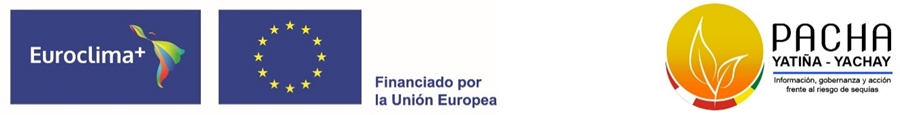 Euroclima+
Financiado por
la Unión Europea
PACHA
YATIÑA - YACHAY
Información, gobernanza y acción
frente al riesgo de sequías